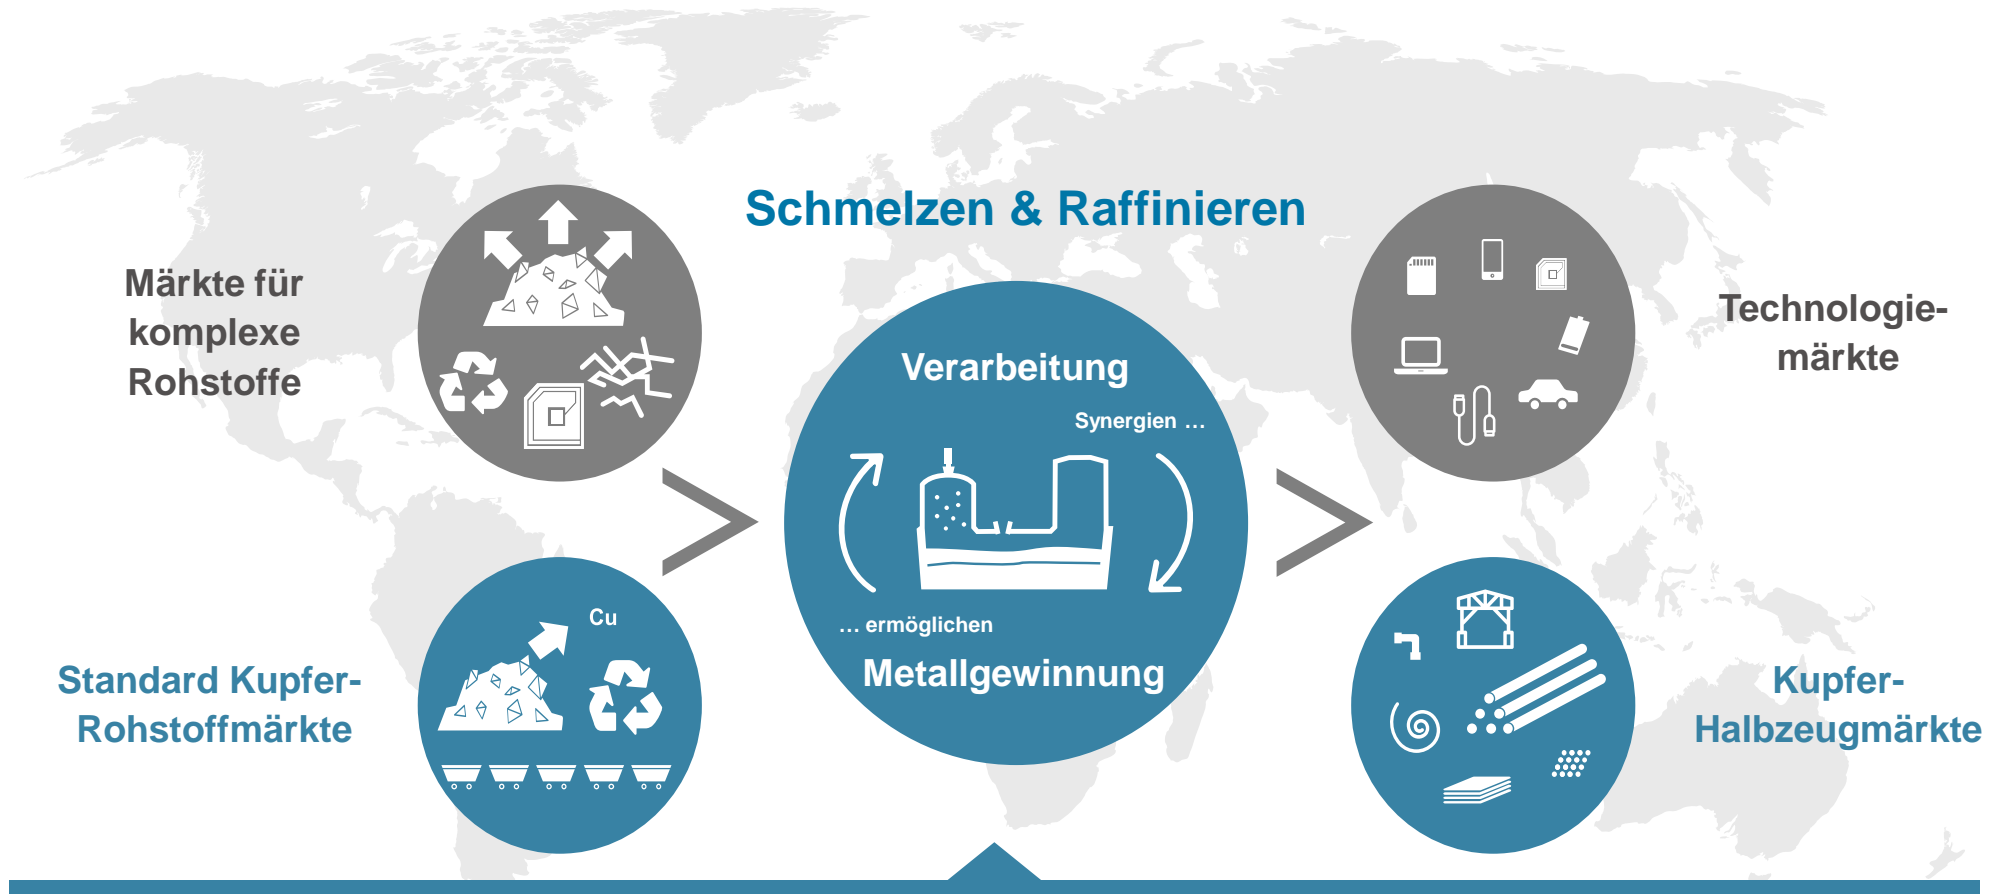 Schmelzen & Raffinieren
Märkte für
komplexe
Rohstoffe
Technologie-
märkte
Verarbeitung
Synergien …
… ermöglichen
Metallgewinnung
Cu
Standard Kupfer-
Rohstoffmärkte
Kupfer-
Halbzeugmärkte